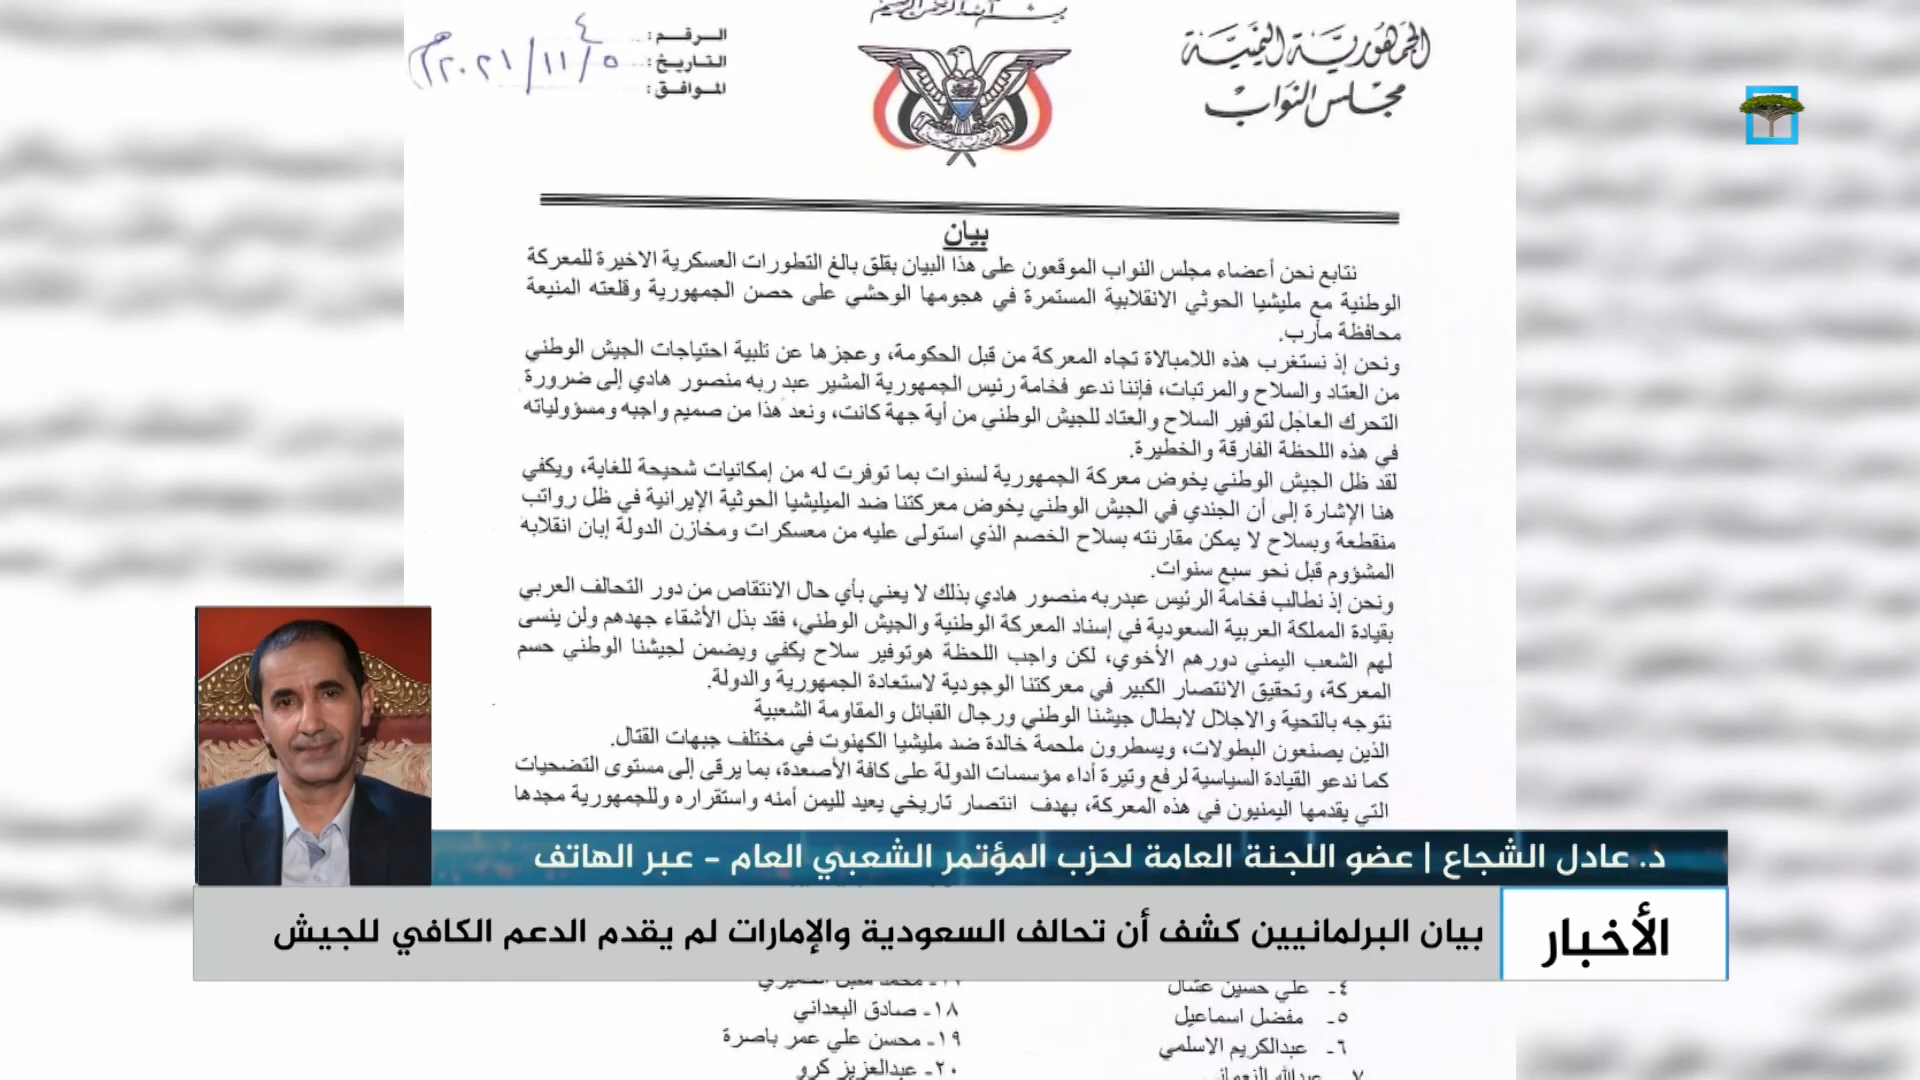 بسم الله الرحمن الرحيم
الجمهورية اليمنية
مجلس النواب
الرقم :
التاريخ : ٢٠٢١/١١/٥م
الموافق :
بيان
نتابع نحن أعضاء مجلس النواب الموقعون على هذا البيان بقلق بالغ التطورات العسكرية الاخيرة للمعركة
الوطنية مع مليشيا الحوثي الانقلابية المستمرة في هجومها الوحشي على حصن الجمهورية وقلعته المنيعة
محافظة مأرب.
ونحن إذ نستغرب هذه اللامبالاة تجاه المعركة من قبل الحكومة، وعجزها عن تلبية احتياجات الجيش الوطني
من العتاد والسلاح والمرتبات، فإننا ندعو فخامة رئيس الجمهورية المشير عبد ربه منصور هادي إلى ضرورة
التحرك العاجل لتوفير السلاح والعتاد للجيش الوطني من أية جهة كانت، ونعد هذا من صميم واجبه ومسؤولياته
في هذه اللحظة الفارقة والخطيرة.
لقد ظل الجيش الوطني يخوض معركة الجمهورية لسنوات بما توفرت له من إمكانيات شحيحة للغاية، ويكفي
هنا الإشارة إلى أن الجندي في الجيش الوطني يخوض معركتنا ضد الميليشيا الحوثية الإيرانية في ظل رواتب
منقطعة وبسلاح لا يمكن مقارنته بسلاح الخصم الذي استولى عليه من معسكرات ومخازن الدولة إبان انقلابه
المشؤوم قبل نحو سبع سنوات.
ونحن إذ نطالب فخامة الرئيس عبدربه منصور هادي بذلك لا يعني بأي حال الانتقاص من دور التحالف العربي
بقيادة المملكة العربية السعودية في إسناد المعركة الوطنية والجيش الوطني، فقد بذل الأشقاء جهدهم ولن ينسى
لهم الشعب اليمني دورهم الأخوي، لكن واجب اللحظة هوتوفير سلاح يكفي ويضمن لجيشنا الوطني حسم
المعركة، وتحقيق الانتصار الكبير في معركتنا الوجودية لاستعادة الجمهورية والدولة.
نتوجه بالتحية والاجلال لابطال جيشنا الوطني ورجال القبائل والمقاومة الشعبية
الذين يصنعون البطولات، ويسطرون ملحمة خالدة ضد مليشيا الكهنوت في مختلف جبهات القتال.
كما ندعو القيادة السياسية لرفع وتيرة أداء مؤسسات الدولة على كافة الأصعدة، بما يرقى إلى مستوى التضحيات
التي يقدمها اليمنيون في هذه المعركة، بهدف انتصار تاريخي يعيد لليمن أمنه واستقراره وللجمهورية مجدها
د. عادل الشجاع | عضو اللجنة العامة لحزب المؤتمر الشعبي العام - عبر الهاتف
الأخبار
بيان البرلمانيين كشف أن تحالف السعودية والإمارات لم يقدم الدعم الكافي للجيش
٤- علي حسين عشال
٥- مفضل اسماعيل
٦- عبدالكريم الاسلمي
٧ عبدالله النعماني
١٨- صادق البعداني
١٩- محسن علي عمر باصرة
٢٠- عبدالعزيز كرو